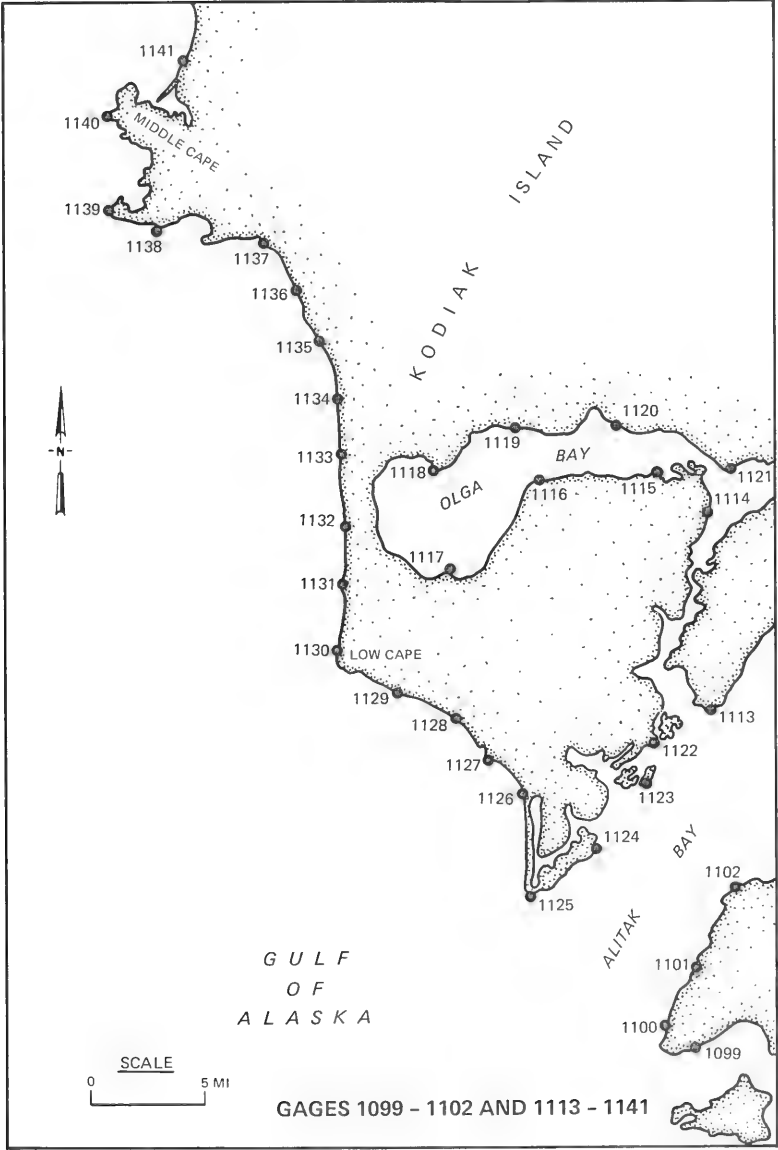 1141
1140
MIDDLE CAPE
1139
1138
1137
1136
1135
1134
1133
1132
1131
1130
LOW CAPE
1129
1128
1127
1126
1125
1124
1123
1122
1113
1114
1115
1116
1117
1118
1119
1120
1121
KODIAK ISLAND
OLGA BAY
-N-
ALITAK BAY
1102
1101
1100
1099
GULF
OF
ALASKA
SCALE
0 5 MI
GAGES 1099 – 1102 AND 1113 – 1141